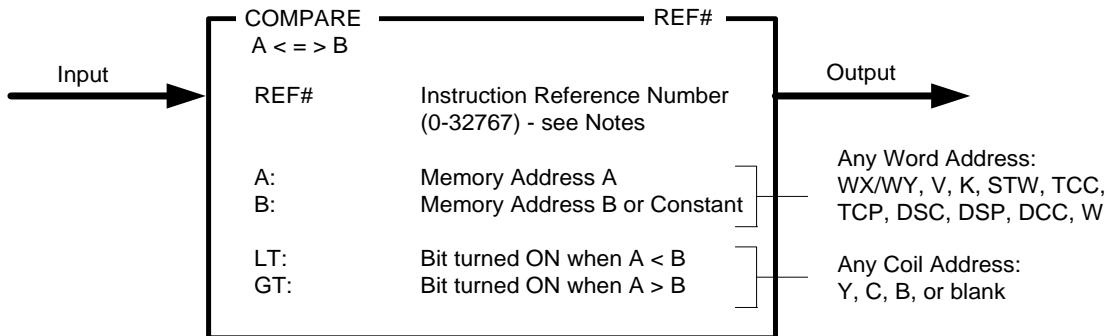 COMPARE REF#
A < = > B
Input
Output
REF# Instruction Reference Number
(0-32767) - see Notes
A: Memory Address A
B: Memory Address B or Constant
Any Word Address:
WX/WY, V, K, STW, TCC,
TCP, DSC, DSP, DCC, W
LT: Bit turned ON when A < B
GT: Bit turned ON when A > B
Any Coil Address:
Y, C, B, or blank